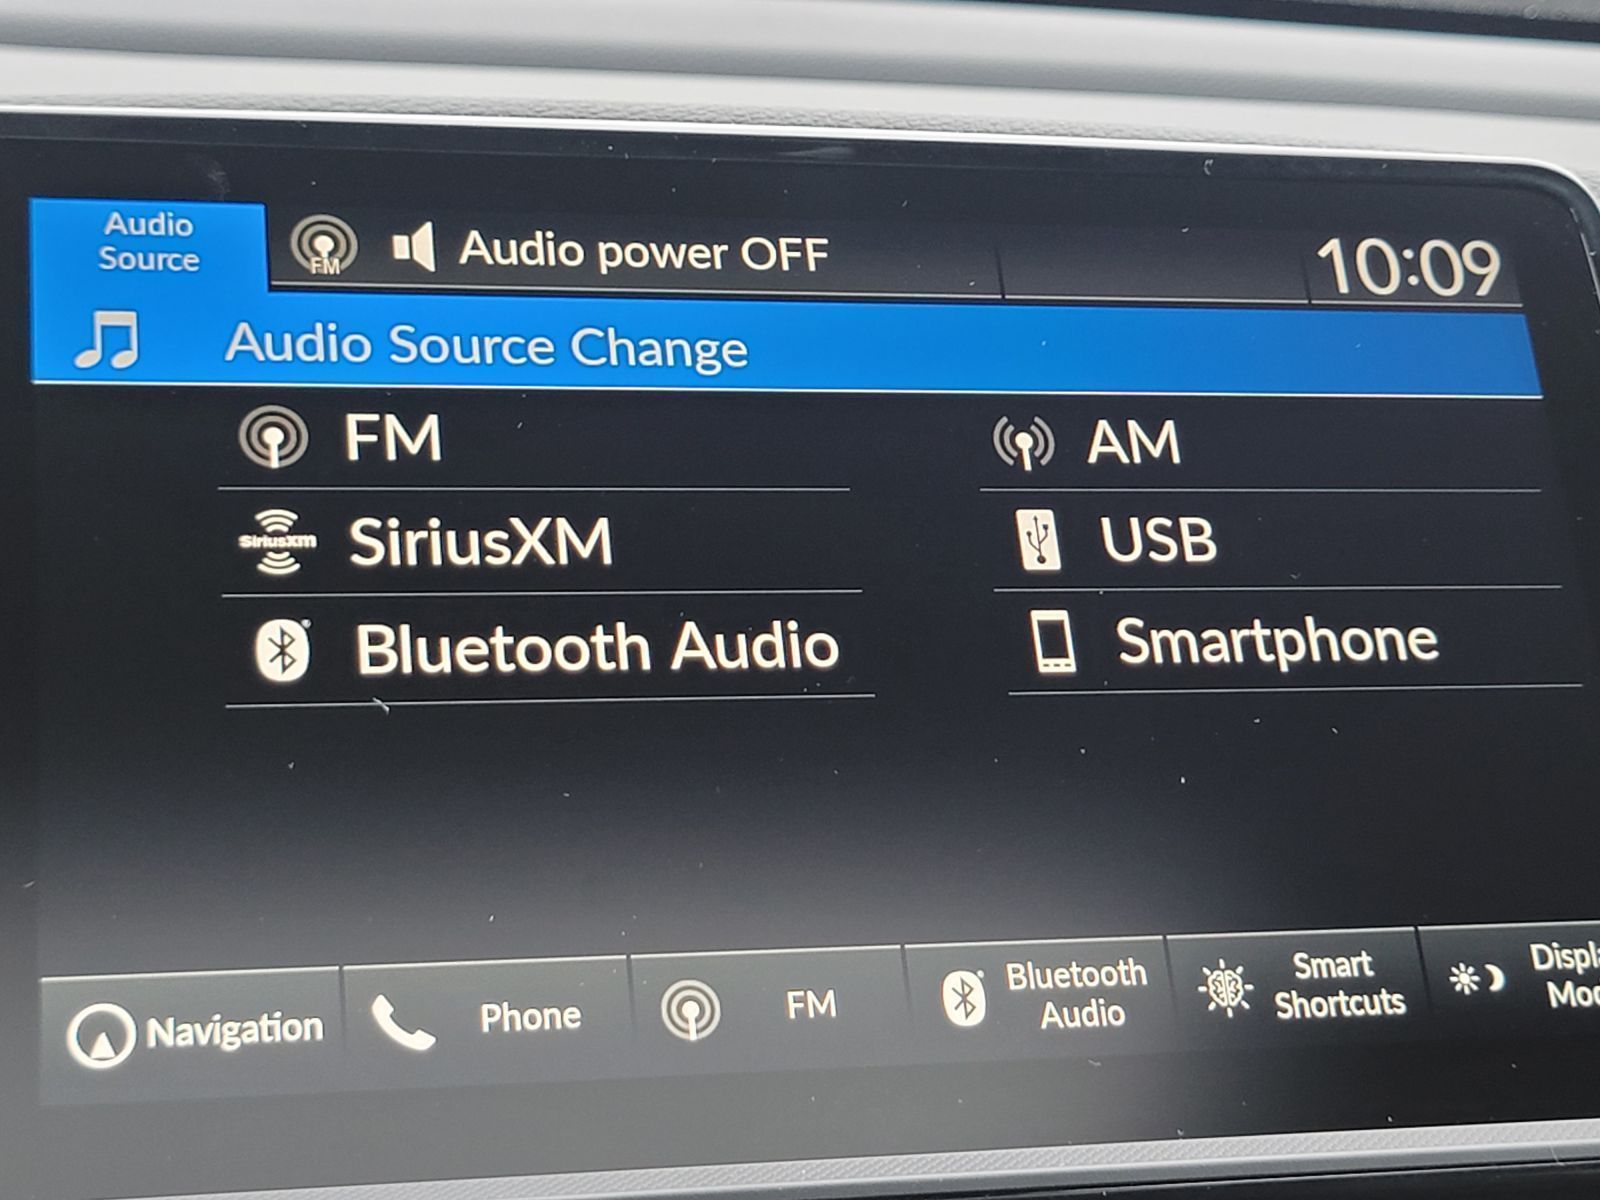 Audio
Source
FM
Audio power OFF
10:09
Audio Source Change
FM
AM
siriusxm
SiriusXM
USB
Bluetooth Audio
Smartphone
Navigation
Phone
FM
Bluetooth
Audio
Smart
Shortcuts